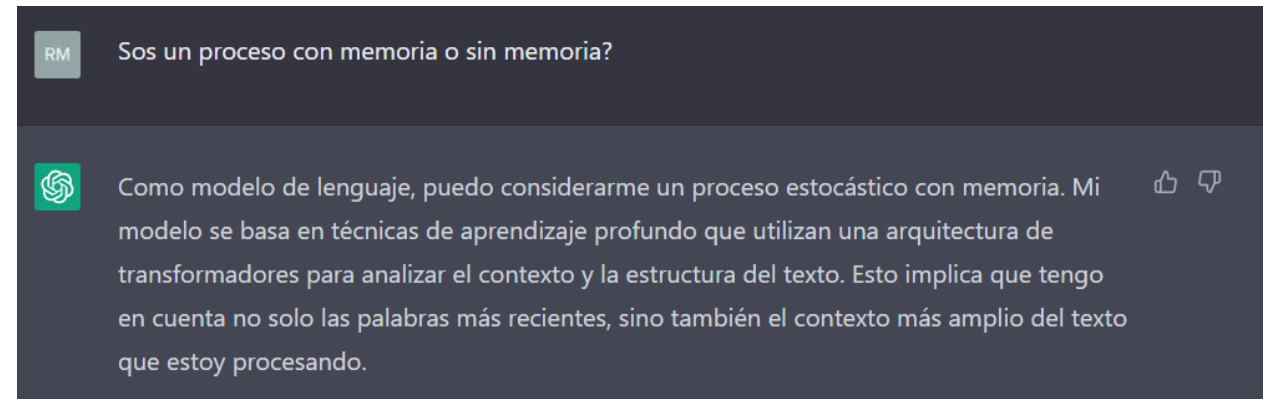 RM
Sos un proceso con memoria o sin memoria?
Como modelo de lenguaje, puedo considerarme un proceso estocástico con memoria. Mi
modelo se basa en técnicas de aprendizaje profundo que utilizan una arquitectura de
transformadores para analizar el contexto y la estructura del texto. Esto implica que tengo
en cuenta no solo las palabras más recientes, sino también el contexto más amplio del texto
que estoy procesando.